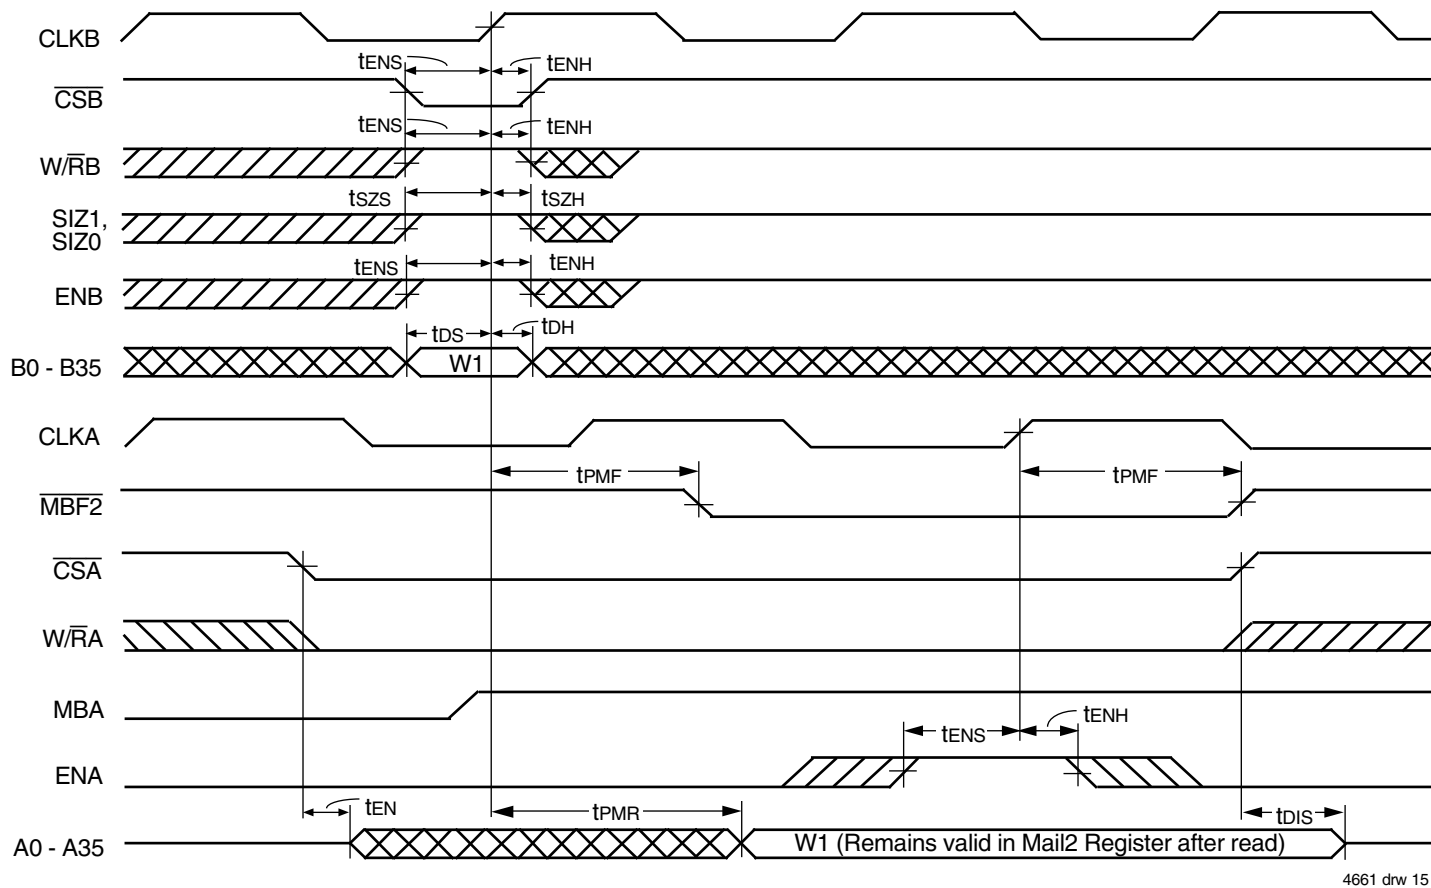 CLKB
tENS tENH
CSB
tENS tENH
W/RB
tSZS tSZH
SIZ1,
SIZ0
tENS tENH
ENB
tDS tDH
B0 - B35 W1
CLKA
tPMF tPMF
MBF2
CSA
W/RA
MBA
tENS tENH
ENA
tEN tPMR tDIS
A0 - A35 W1 (Remains valid in Mail2 Register after read)
4661 drw 15